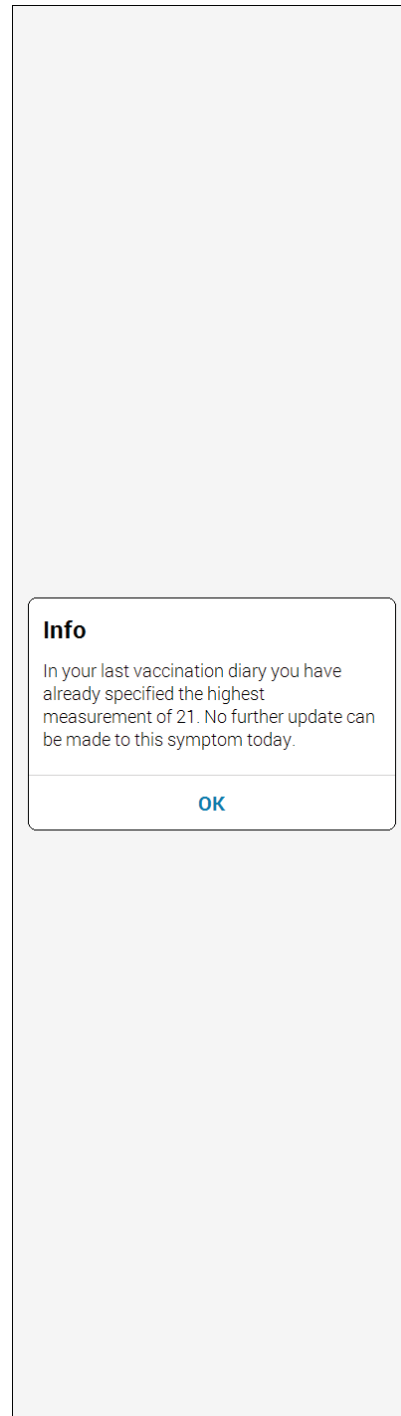 Info
In your last vaccination diary you have
already specified the highest
measurement of 21. No further update can
be made to this symptom today.
OK